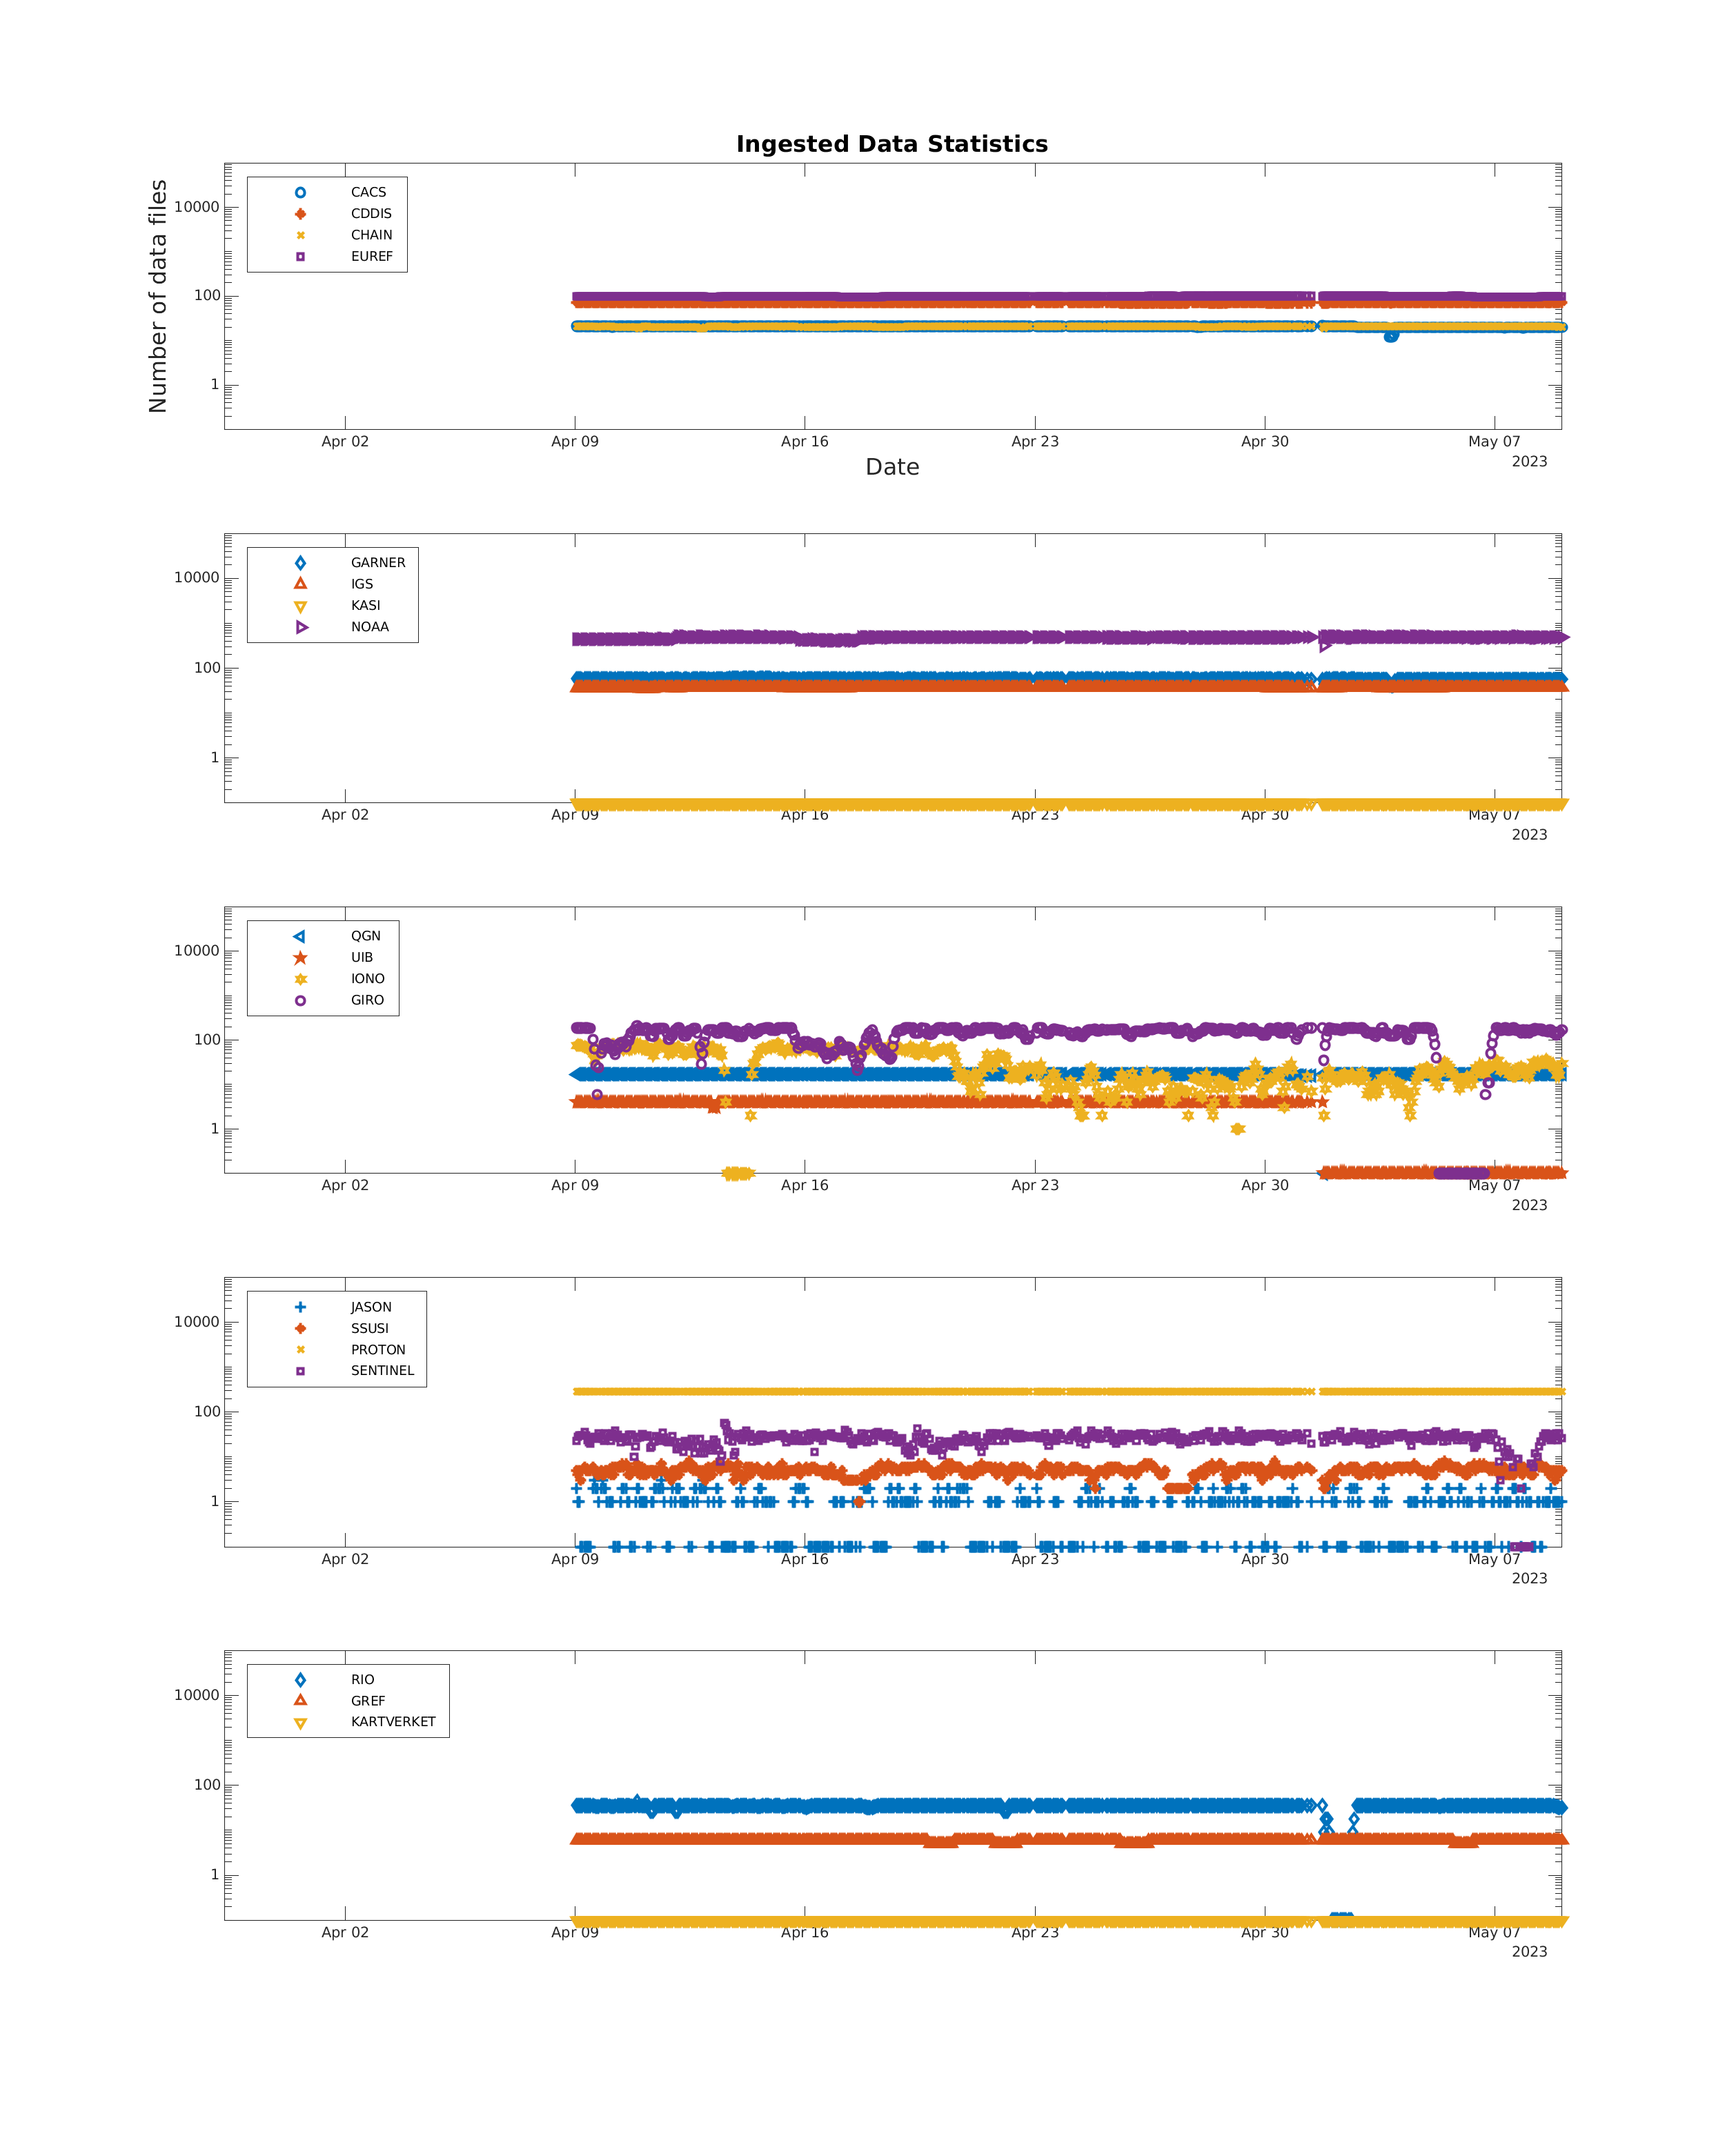 Ingested Data Statistics
Number of data files
10000
100
1
CACS
CDDIS
CHAIN
EUREF
Apr 02 Apr 09 Apr 16 Apr 23 Apr 30 May 07
2023
Date
10000
100
1
GARNER
IGS
KASI
NOAA
Apr 02 Apr 09 Apr 16 Apr 23 Apr 30 May 07
2023
10000
100
1
QGN
UIB
IONO
GIRO
Apr 02 Apr 09 Apr 16 Apr 23 Apr 30 May 07
2023
10000
100
1
JASON
SSUSI
PROTON
SENTINEL
Apr 02 Apr 09 Apr 16 Apr 23 Apr 30 May 07
2023
10000
100
1
RIO
GREF
KARTVERKET
Apr 02 Apr 09 Apr 16 Apr 23 Apr 30 May 07
2023